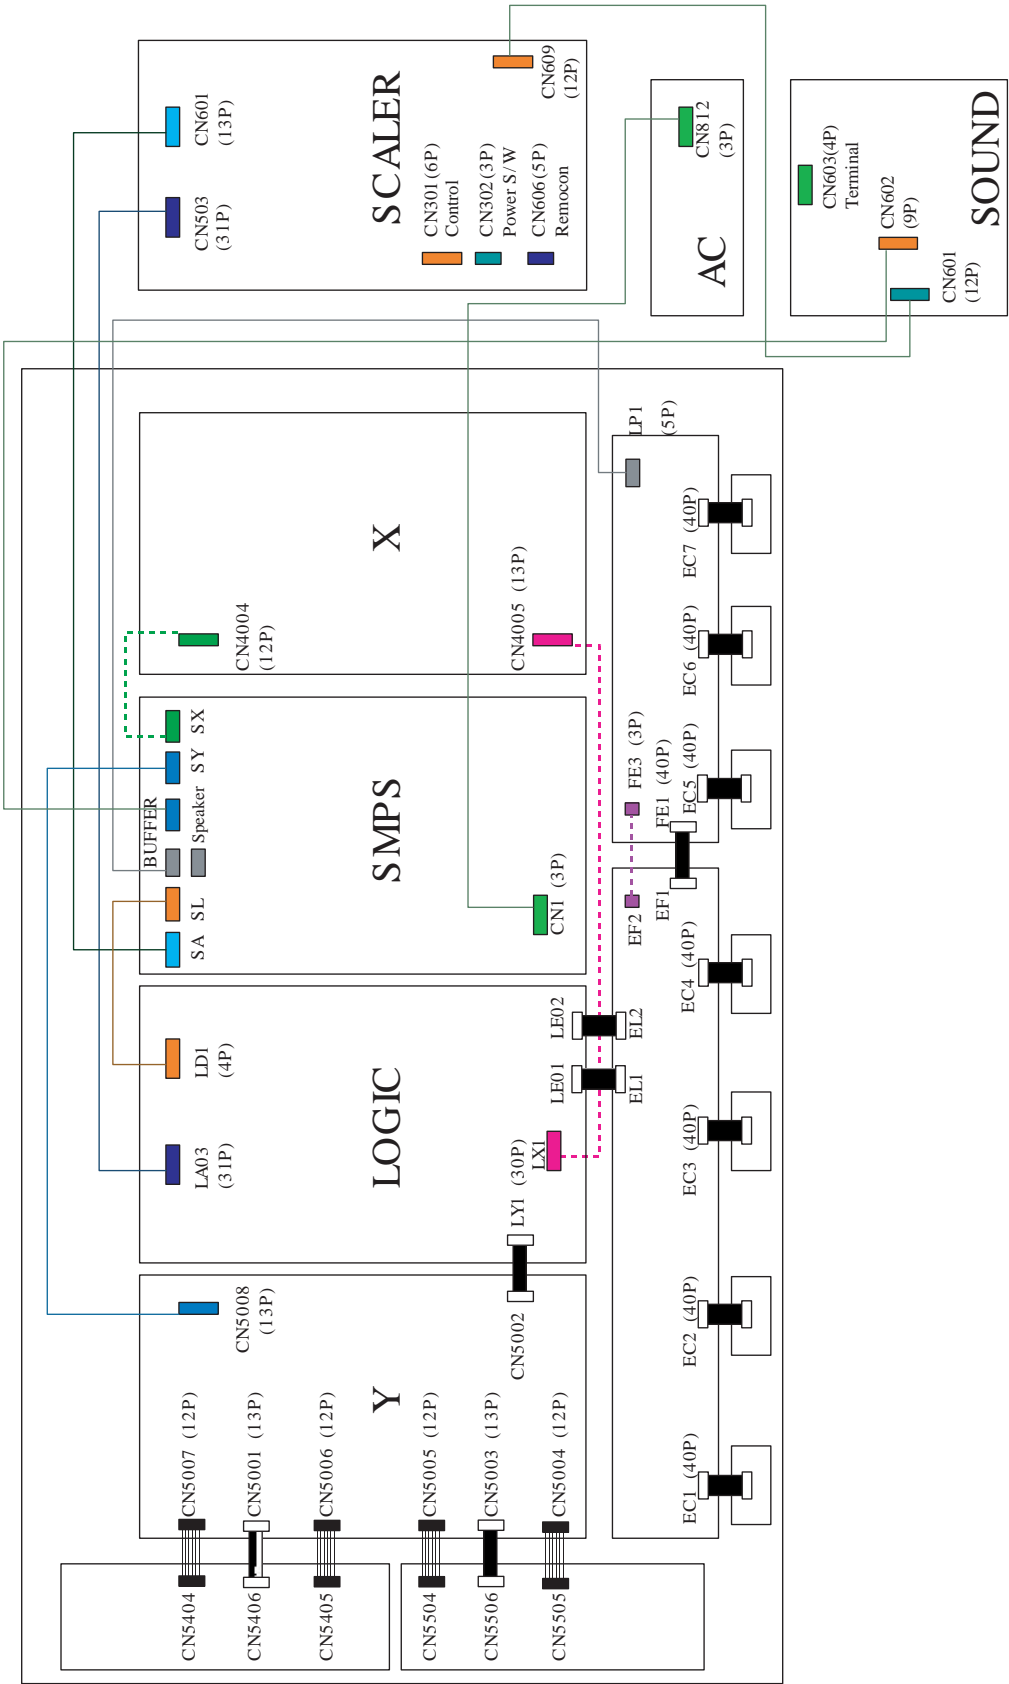 SCALER
CN601
(13P)
CN503
(31P)
CN609
(12P)
CN301(6P)
Control
CN302(3P)
Power S/W
CN606(5P)
Remocon
AC
CN812
(3P)
SOUND
CN603(4P)
Terminal
CN602
(9P)
CN601
(12P)
X
CN4004
(12P)
CN4005 (13P)
LP1
(5P)
SMPS
SX
SY
BUFFER
Speaker
SL
SA
CN1 (3P)
LOGIC
LD1
(4P)
LA03
(31P)
LE02
LE01
EL2
EL1
LX1
LY1 (30P)
Y
CN5008
(13P)
CN5002
CN5007 (12P)
CN5001 (13P)
CN5006 (12P)
CN5005 (12P)
CN5003 (13P)
CN5004 (12P)
CN5404
CN5406
CN5405
CN5504
CN5506
CN5505
FE3 (3P)
FE1 (40P)
EF2
EF1
EC7 (40P)
EC6 (40P)
EC5 (40P)
EC4 (40P)
EC3 (40P)
EC2 (40P)
EC1 (40P)